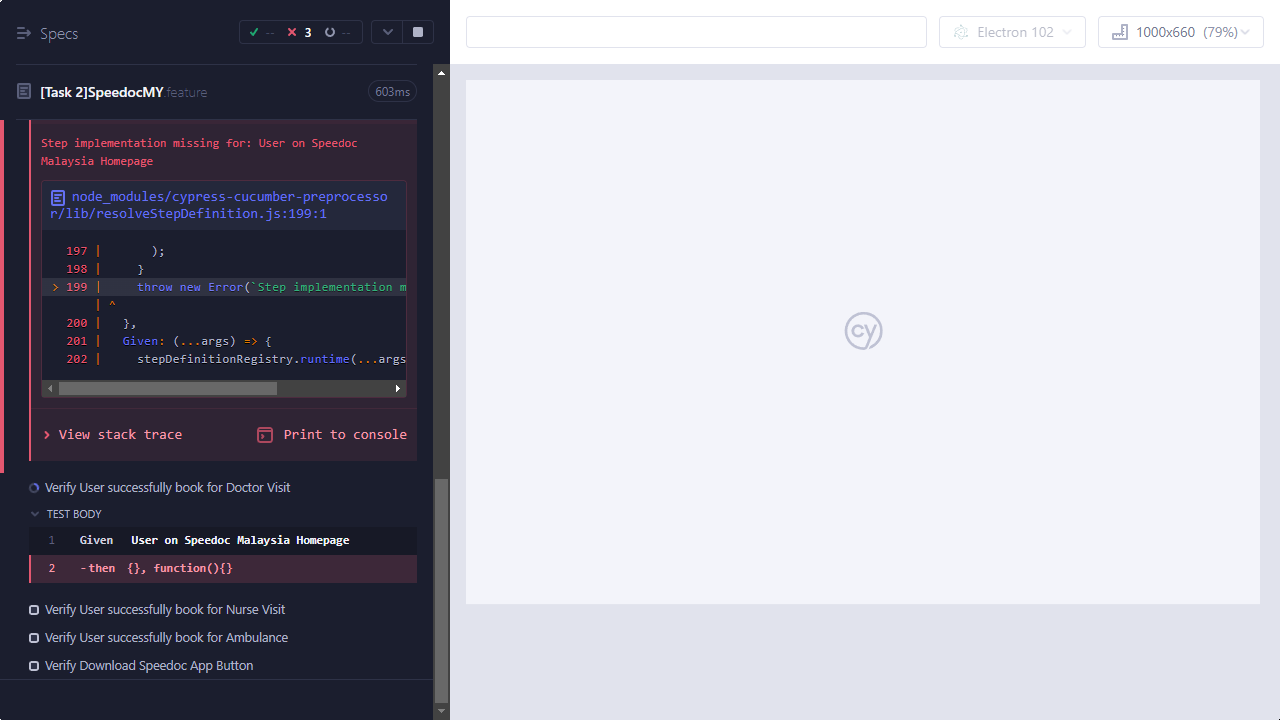 Specs
-- 3 --
Electron 102
1000x660 (79%)
[Task 2]SpeedocMY.feature
603ms
Step implementation missing for: User on Speedoc
Malaysia Homepage
node_modules/cypress-cucumber-preprocesso
r/lib/resolveStepDefinition.js:199:1
197 | );
198 | }
> 199 | throw new Error(`Step implementation m
| ^
200 | },
201 | Given: (...args) => {
202 | stepDefinitionRegistry.runtime(...args
View stack trace
Print to console
Verify User successfully book for Doctor Visit
TEST BODY
1 Given User on Speedoc Malaysia Homepage
2 -then {}, function(){}
Verify User successfully book for Nurse Visit
Verify User successfully book for Ambulance
Verify Download Speedoc App Button
cy